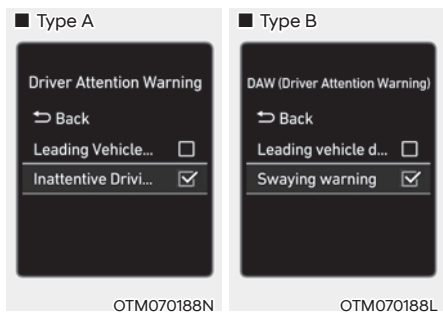 ■ Type A
Driver Attention Warning
Back
Leading Vehicle...
Inattentive Drivi...
OTM070188N
■ Type B
DAW (Driver Attention Warning)
Back
Leading vehicle d...
Swaying warning
OTM070188L